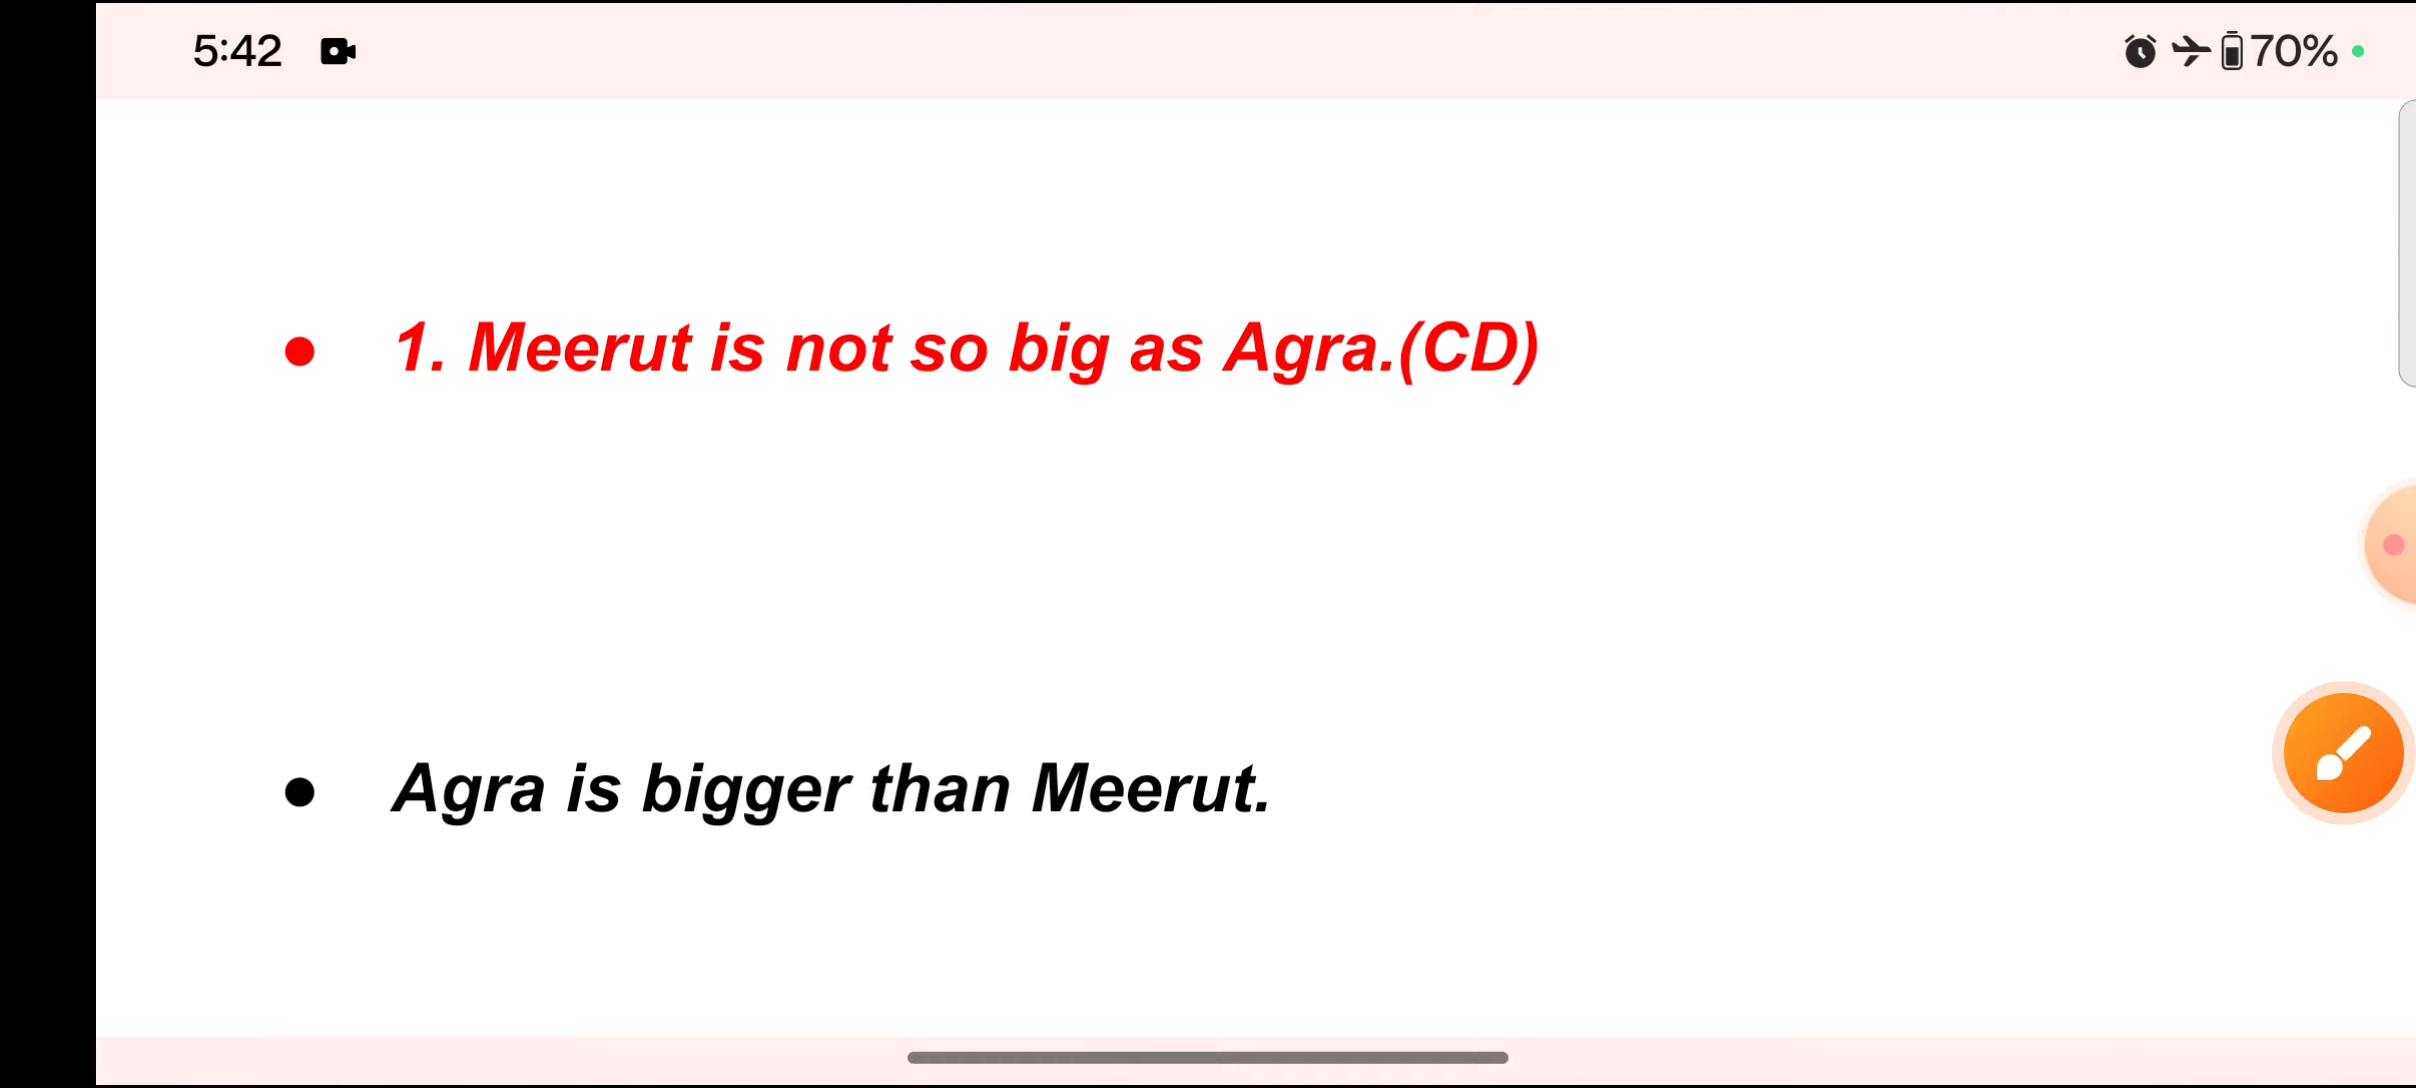 5:42 70%
1. Meerut is not so big as Agra.(CD)
Agra is bigger than Meerut.